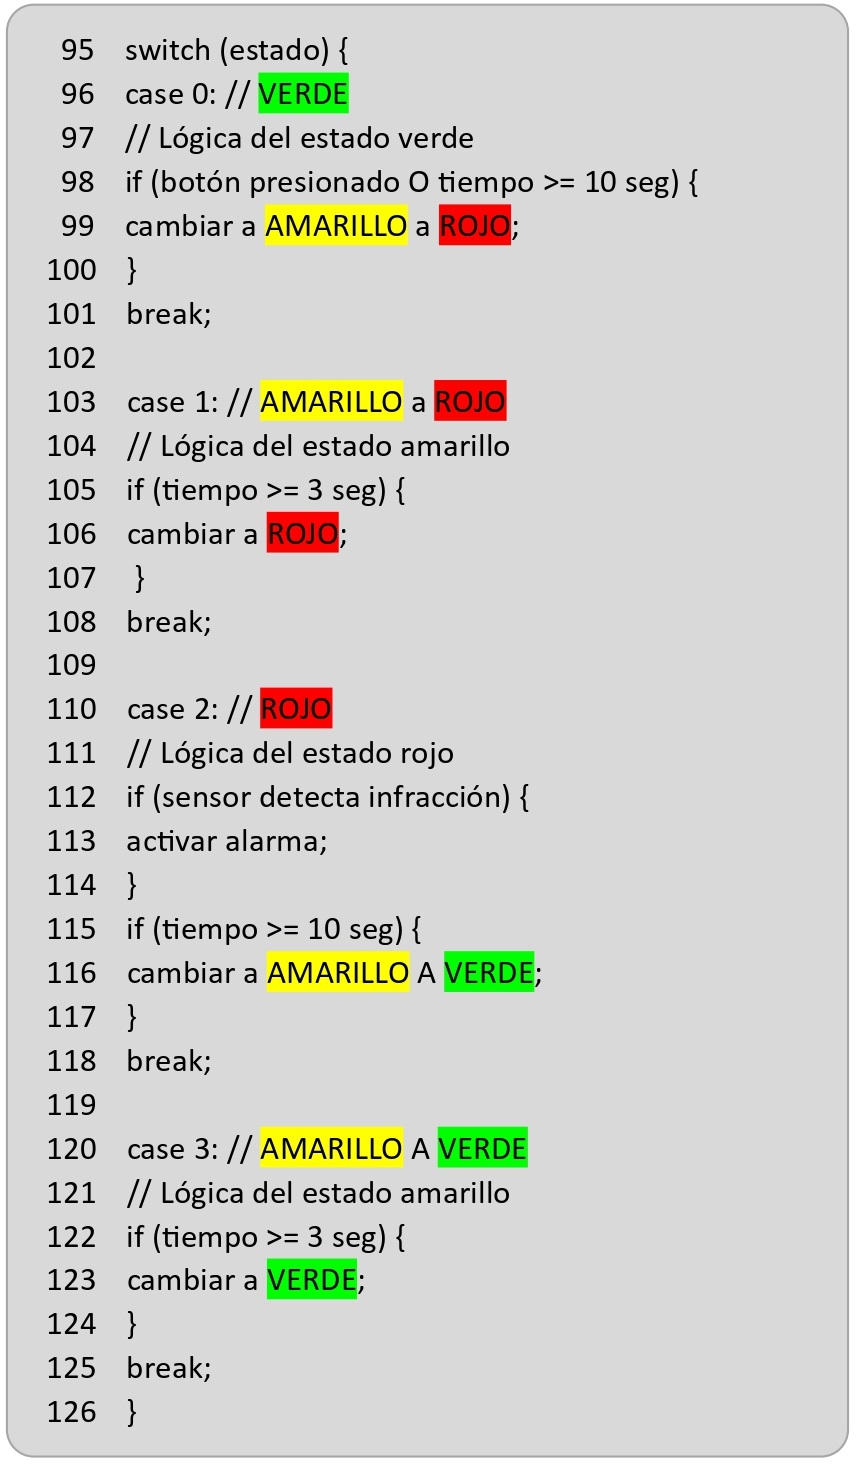 95 switch (estado) {
96 case 0: // VERDE
97 // Lógica del estado verde
98 if (botón presionado O tiempo >= 10 seg) {
99 cambiar a AMARILLO a ROJO;
100 }
101 break;
102
103 case 1: // AMARILLO a ROJO
104 // Lógica del estado amarillo
105 if (tiempo >= 3 seg) {
106 cambiar a ROJO;
107 }
108 break;
109
110 case 2: // ROJO
111 // Lógica del estado rojo
112 if (sensor detecta infracción) {
113 activar alarma;
114 }
115 if (tiempo >= 10 seg) {
116 cambiar a AMARILLO A VERDE;
117 }
118 break;
119
120 case 3: // AMARILLO A VERDE
121 // Lógica del estado amarillo
122 if (tiempo >= 3 seg) {
123 cambiar a VERDE;
124 }
125 break;
126 }